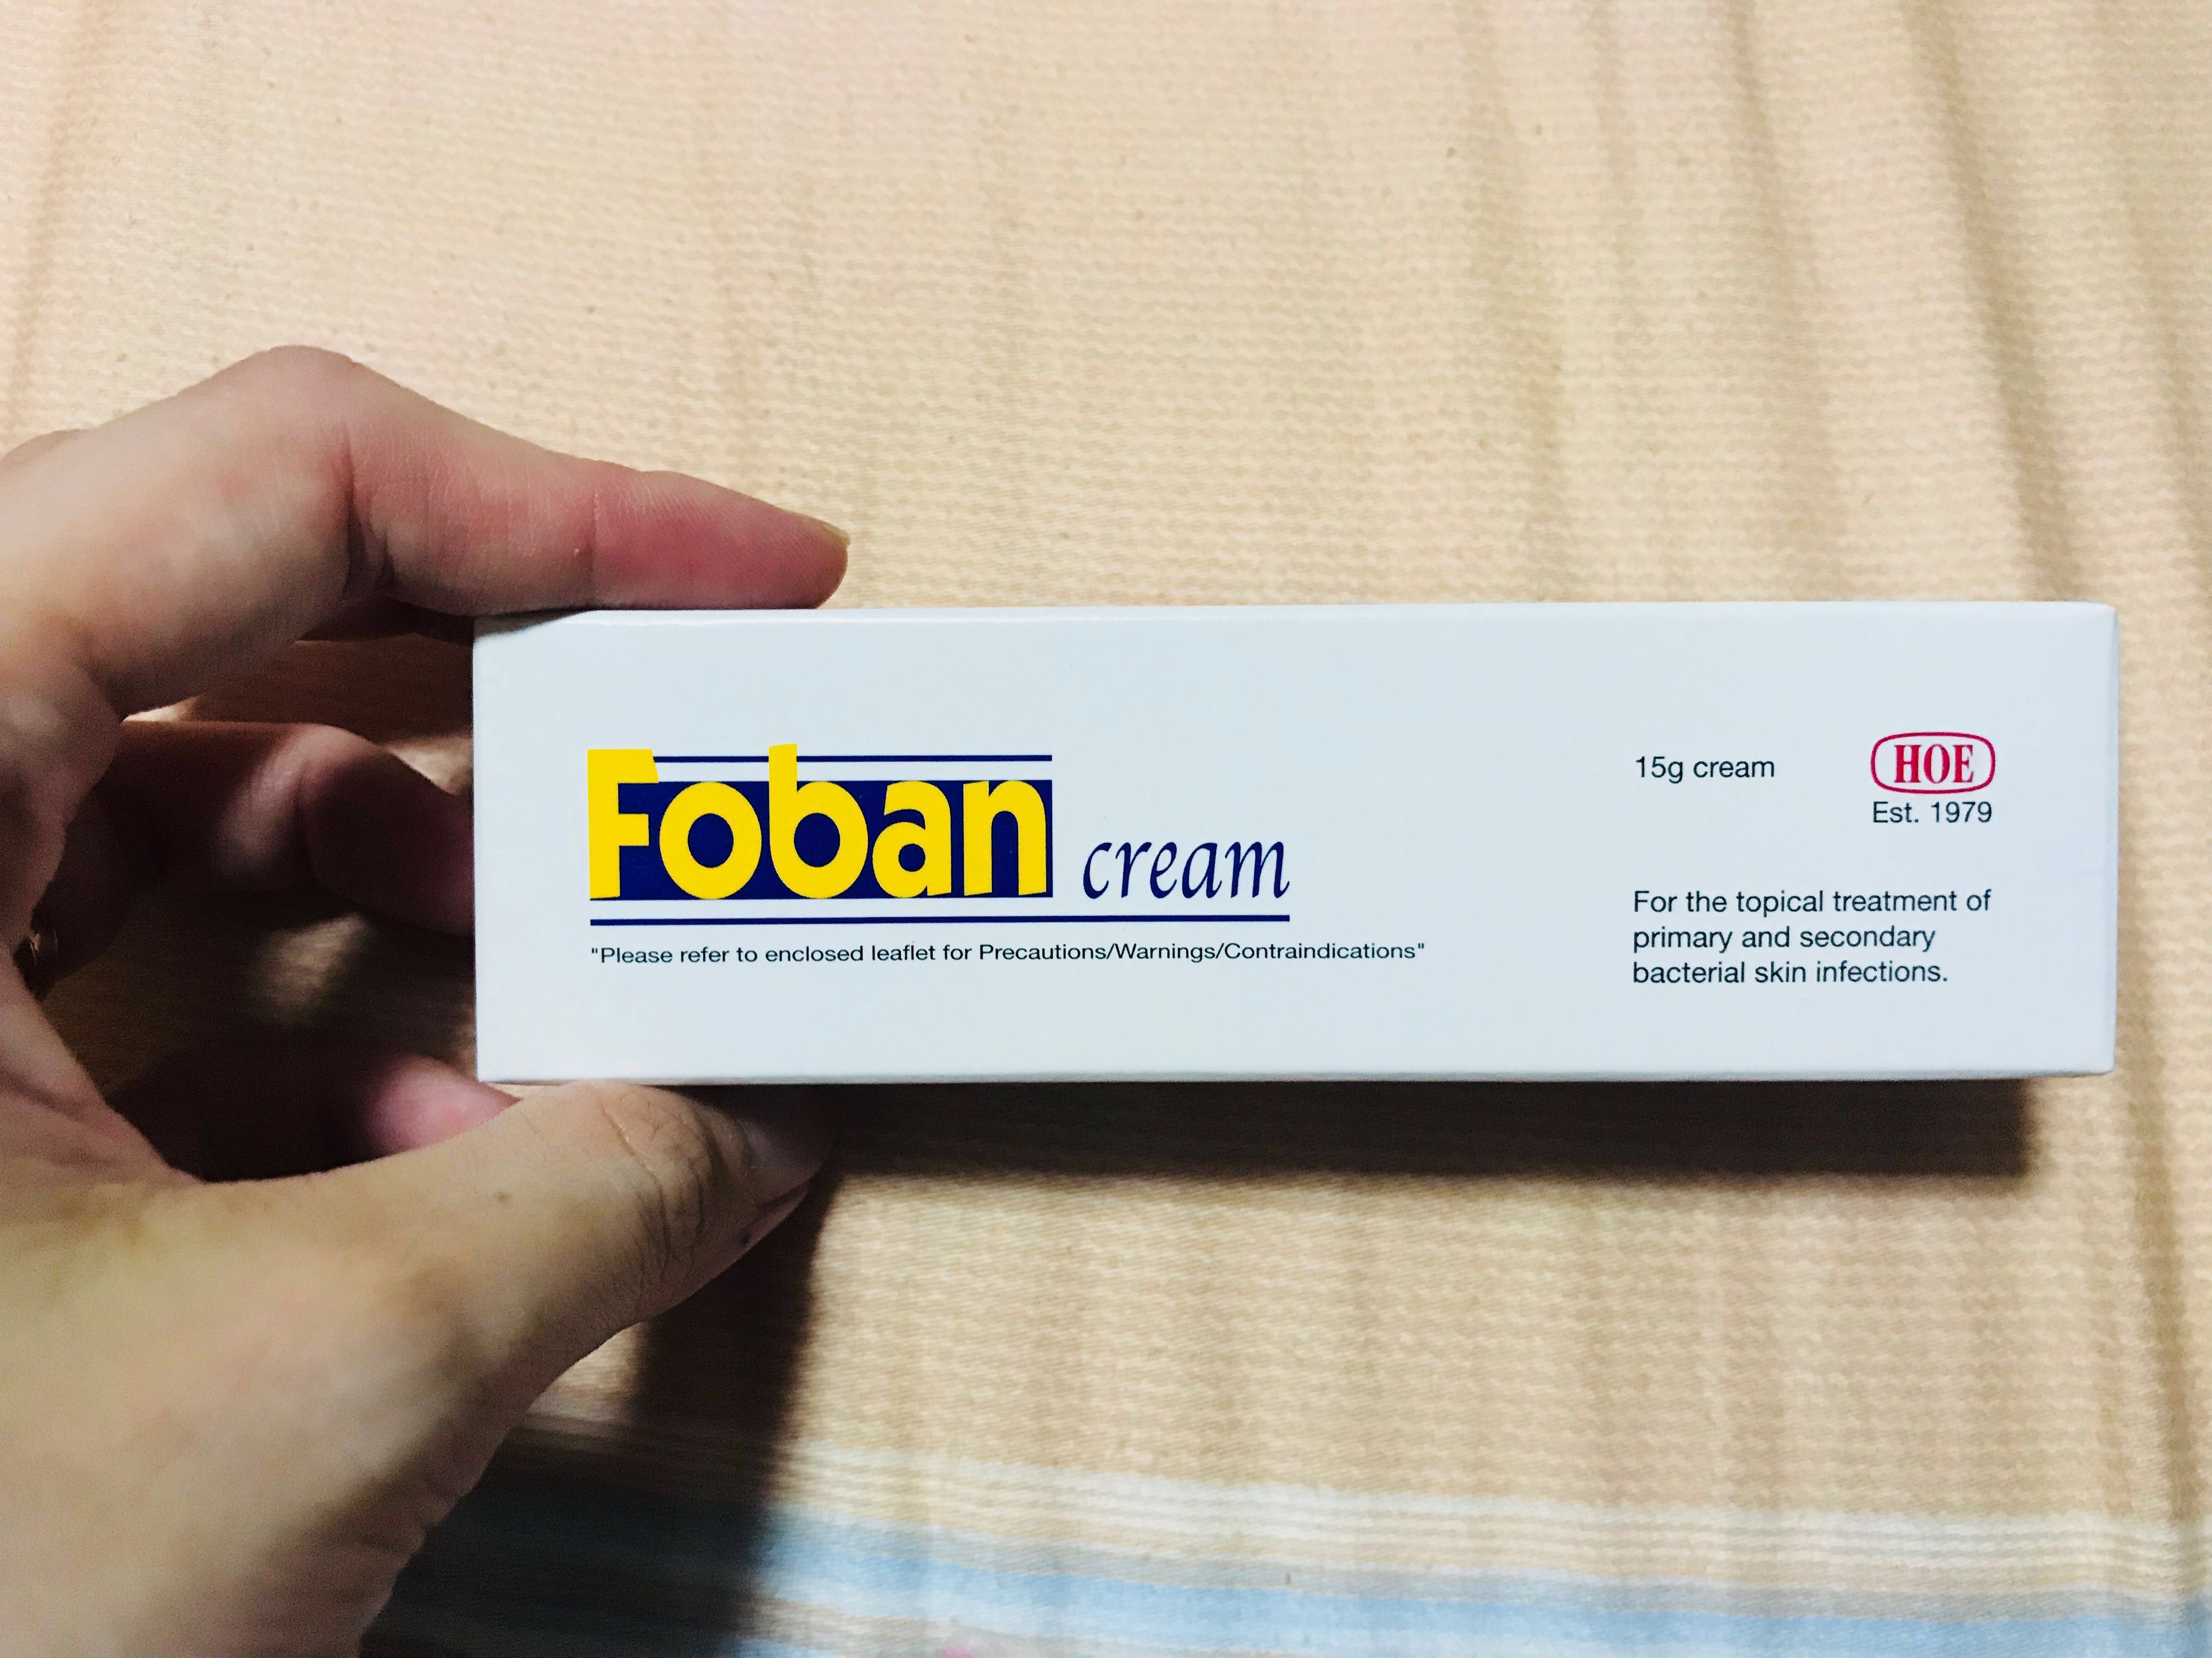 Foban cream
"Please refer to enclosed leaflet for Precautions/Warnings/Contraindications"
15g cream
HOE
Est. 1979
For the topical treatment of
primary and secondary
bacterial skin infections.